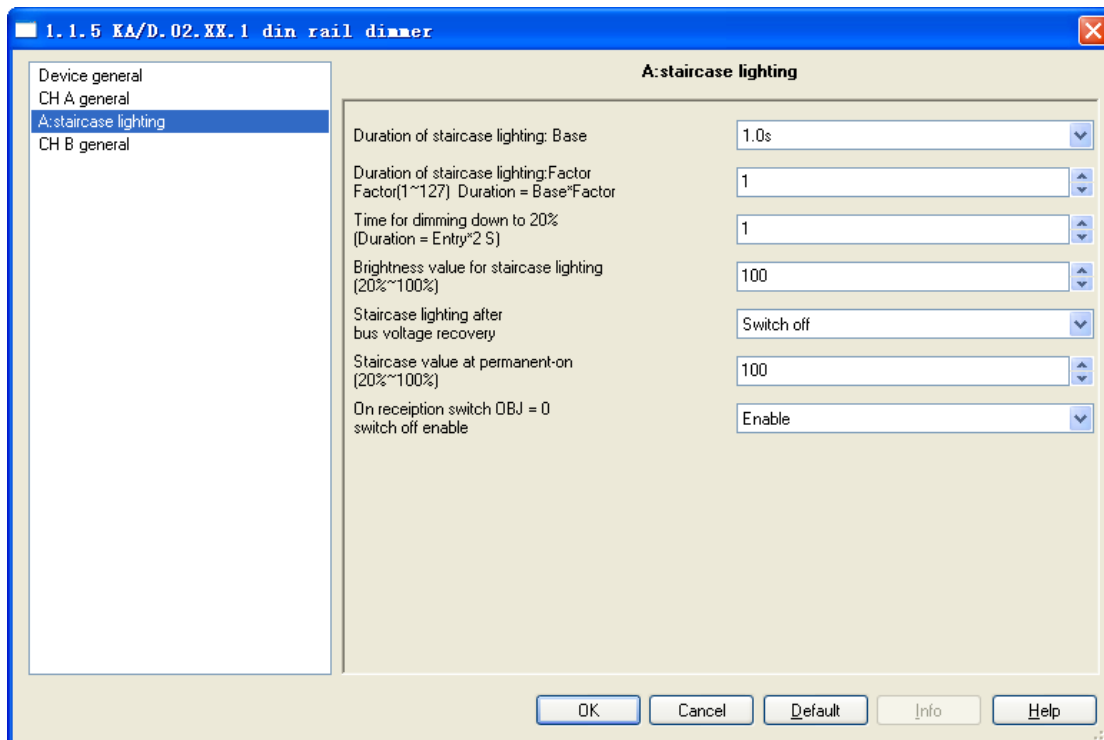 1.1.5 KA/D.02.XX.1 din rail dimmer
Device general
CH A general
A:staircase lighting
CH B general
A:staircase lighting
Duration of staircase lighting: Base
1.0s
Duration of staircase lighting:Factor
Factor(1~127) Duration = Base*Factor
1
Time for dimming down to 20%
(Duration = Entry*2 S)
1
Brightness value for staircase lighting
(20%~100%)
100
Staircase lighting after
bus voltage recovery
Switch off
Staircase value at permanent-on
(20%~100%)
100
On receiption switch OBJ = 0
switch off enable
Enable
OK
Cancel
Default
Info
Help